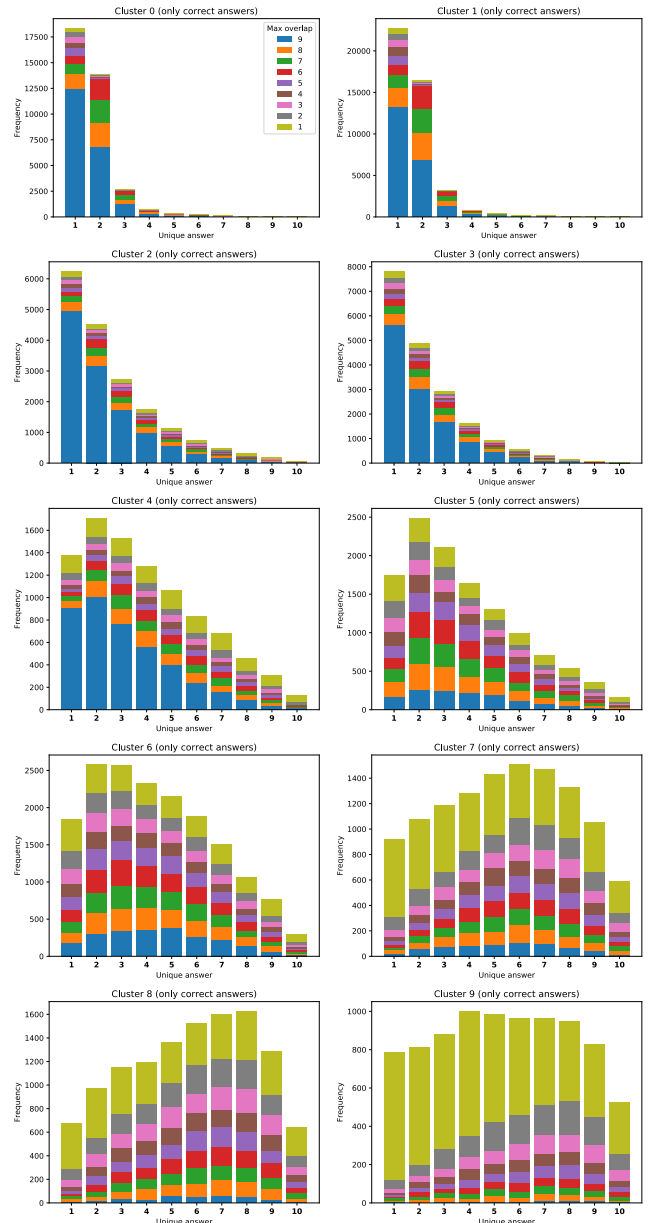 Cluster 0 (only correct answers)
Frequency
17500
15000
12500
10000
7500
5000
2500
0
Max overlap
9
8
7
6
5
4
3
2
1
1 2 3 4 5 6 7 8 9 10
Unique answer
Cluster 1 (only correct answers)
Frequency
20000
15000
10000
5000
0
1 2 3 4 5 6 7 8 9 10
Unique answer
Cluster 2 (only correct answers)
Frequency
6000
5000
4000
3000
2000
1000
0
1 2 3 4 5 6 7 8 9 10
Unique answer
Cluster 3 (only correct answers)
Frequency
8000
7000
6000
5000
4000
3000
2000
1000
0
1 2 3 4 5 6 7 8 9 10
Unique answer
Cluster 4 (only correct answers)
Frequency
1600
1400
1200
1000
800
600
400
200
0
1 2 3 4 5 6 7 8 9 10
Unique answer
Cluster 5 (only correct answers)
Frequency
2500
2000
1500
1000
500
0
1 2 3 4 5 6 7 8 9 10
Unique answer
Cluster 6 (only correct answers)
Frequency
2500
2000
1500
1000
500
0
1 2 3 4 5 6 7 8 9 10
Unique answer
Cluster 7 (only correct answers)
Frequency
1400
1200
1000
800
600
400
200
0
1 2 3 4 5 6 7 8 9 10
Unique answer
Cluster 8 (only correct answers)
Frequency
1600
1400
1200
1000
800
600
400
200
0
1 2 3 4 5 6 7 8 9 10
Unique answer
Cluster 9 (only correct answers)
Frequency
1000
800
600
400
200
0
1 2 3 4 5 6 7 8 9 10
Unique answer